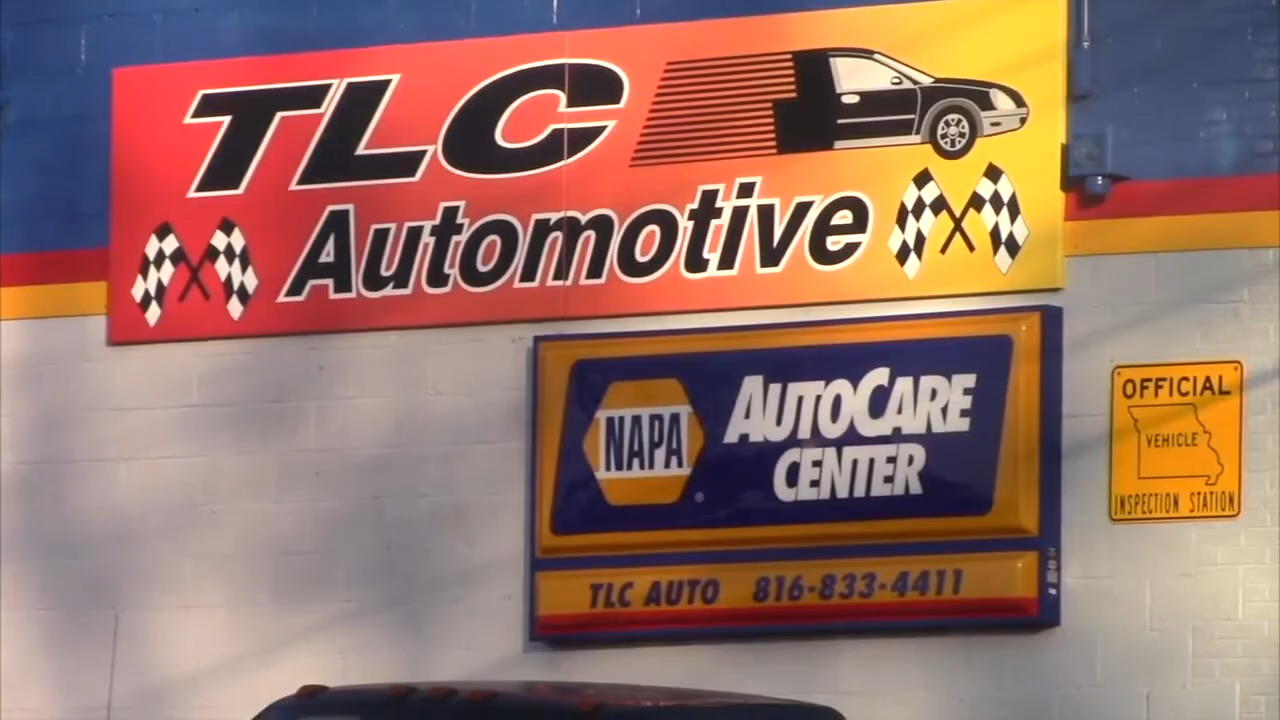 TLC
Automotive
NAPA
AUTOCARE
CENTER
TLC AUTO 816-833-4411
OFFICIAL
VEHICLE
INSPECTION STATION